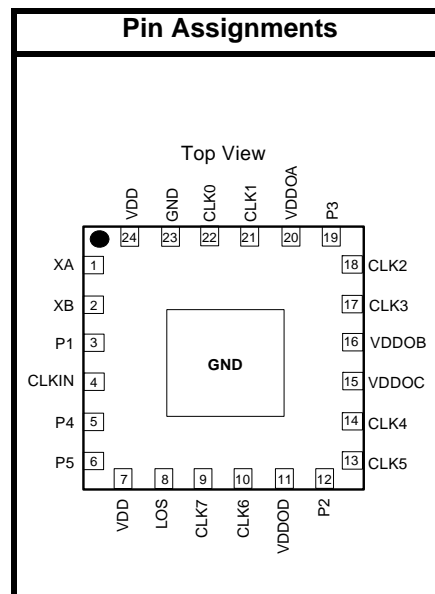 Pin Assignments
Top View
VDD
GND
CLK0
CLK1
VDDOA
P3
24
23
22
21
20
19
XA 1
XB 2
P1 3
CLKIN 4
P4 5
P5 6
GND
18 CLK2
17 CLK3
16 VDDOB
15 VDDOC
14 CLK4
13 CLK5
7
8
9
10
11
12
VDD
LOS
CLK7
CLK6
VDDOD
P2